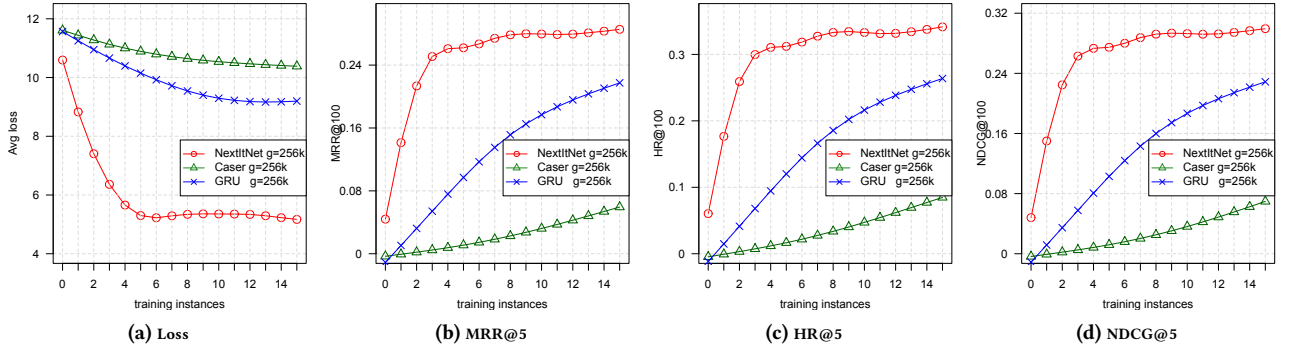 Avg loss
12
10
8
6
4
NextItNet g=256k
Caser g=256k
GRU g=256k
0 2 4 6 8 10 12 14
training instances
(a) Loss
MRR@100
0.24
0.16
0.08
0
NextItNet g=256k
Caser g=256k
GRU g=256k
0 2 4 6 8 10 12 14
training instances
(b) MRR@5
HR@100
0.3
0.2
0.1
0
NextItNet g=256k
Caser g=256k
GRU g=256k
0 2 4 6 8 10 12 14
training instances
(c) HR@5
NDCG@100
0.32
0.24
0.16
0.08
0
NextItNet g=256k
Caser g=256k
GRU g=256k
0 2 4 6 8 10 12 14
training instances
(d) NDCG@5